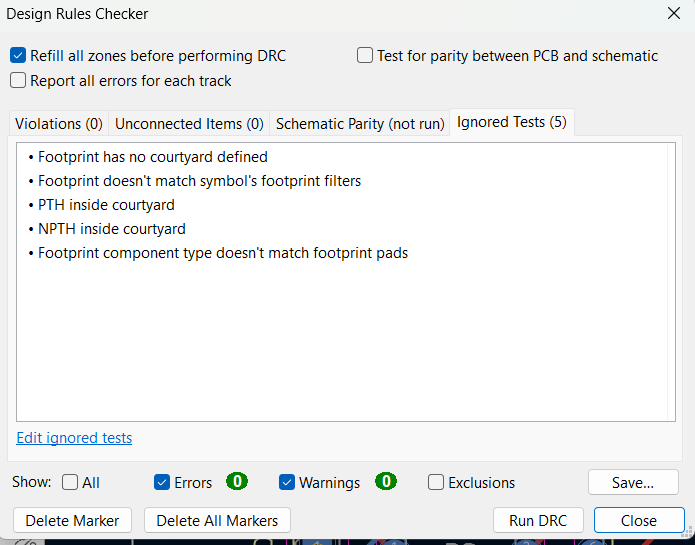 Design Rules Checker
Refill all zones before performing DRC
Test for parity between PCB and schematic
Report all errors for each track
Violations (0) Unconnected Items (0) Schematic Parity (not run) Ignored Tests (5)
• Footprint has no courtyard defined
• Footprint doesn't match symbol's footprint filters
• PTH inside courtyard
• NPTH inside courtyard
• Footprint component type doesn't match footprint pads
Edit ignored tests
Show: All Errors 0 Warnings 0 Exclusions Save...
Delete Marker Delete All Markers Run DRC Close